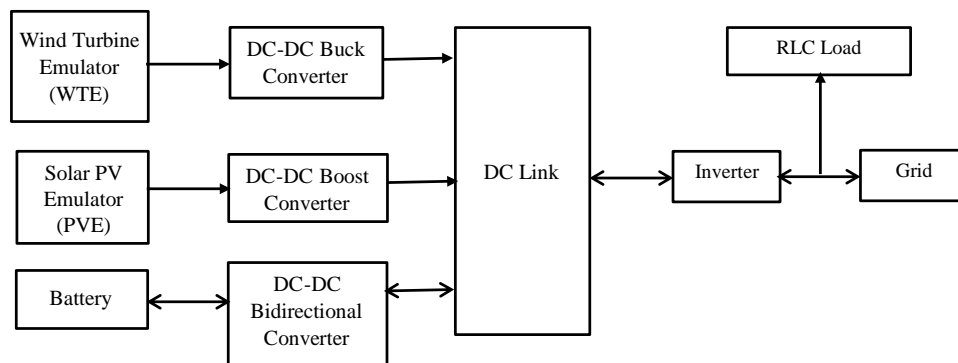 Wind Turbine
Emulator
(WTE)
DC-DC Buck
Converter
RLC Load
Solar PV
Emulator
(PVE)
DC-DC Boost
Converter
DC Link
Inverter
Grid
Battery
DC-DC
Bidirectional
Converter